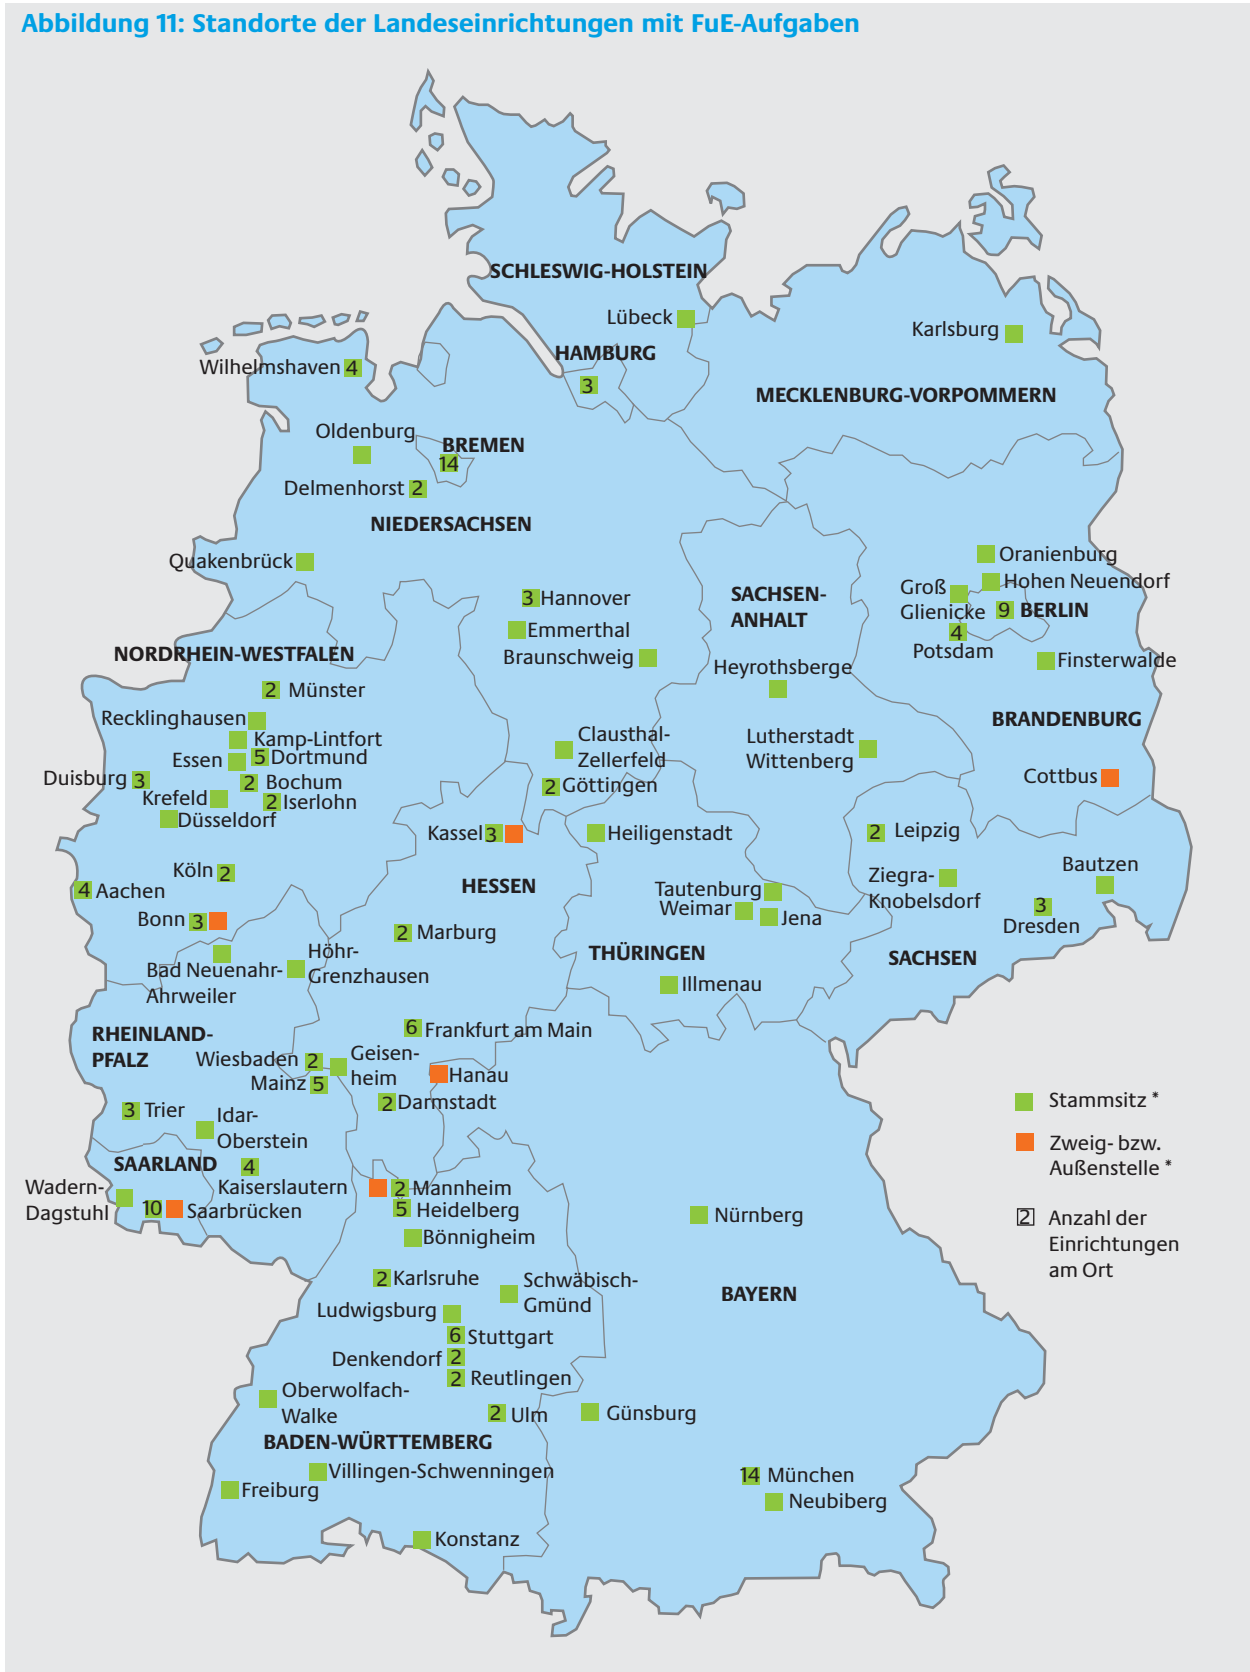 Abbildung 11: Standorte der Landeseinrichtungen mit FuE-Aufgaben
SCHLESWIG-HOLSTEIN
Lübeck
Karlsburg
HAMBURG
3
Wilhelmshaven 4
MECKLENBURG-VORPOMMERN
Oldenburg
BREMEN
14
Delmenhorst 2
NIEDERSACHSEN
Quakenbrück
Oranienburg
Hohen Neuendorf
Groß
Glienicke
9 BERLIN
4
Potsdam
Finsterwalde
3 Hannover
Emmerthal
Braunschweig
SACHSEN-
ANHALT
Heyrothsberge
NORDRHEIN-WESTFALEN
2 Münster
Recklinghausen
Kamp-Lintfort
Essen
5 Dortmund
Duisburg 3
2 Bochum
Krefeld
2 Iserlohn
Düsseldorf
Clausthal-
Zellerfeld
2 Göttingen
Lutherstadt
Wittenberg
BRANDENBURG
Cottbus
Kassel 3
Heiligenstadt
2 Leipzig
Köln 2
4 Aachen
HESSEN
Tautenburg
Weimar
Jena
Ziegra-
Knobelsdorf
Bautzen
3
Dresden
Bonn 3
2 Marburg
Bad Neuenahr-
Ahrweiler
Höhr-
Grenzhausen
THÜRINGEN
SACHSEN
Illmenau
RHEINLAND-
PFALZ
6 Frankfurt am Main
Wiesbaden 2
Geisen-
heim
Mainz 5
Hanau
2 Darmstadt
3 Trier
Idar-
Oberstein
SAARLAND
4
Kaiserslautern
Wadern-
Dagstuhl
10 Saarbrücken
2 Mannheim
5 Heidelberg
Bönnigheim
Nürnberg
2 Karlsruhe
Schwäbisch-
Gmünd
BAYERN
Ludwigsburg
6 Stuttgart
Denkendorf 2
2 Reutlingen
Oberwolfach-
Walke
2 Ulm
Günsburg
BADEN-WÜRTTEMBERG
Villingen-Schwenningen
Freiburg
14 München
Neubiberg
Konstanz
Stammsitz *
Zweig- bzw.
Außenstelle *
2 Anzahl der
Einrichtungen
am Ort